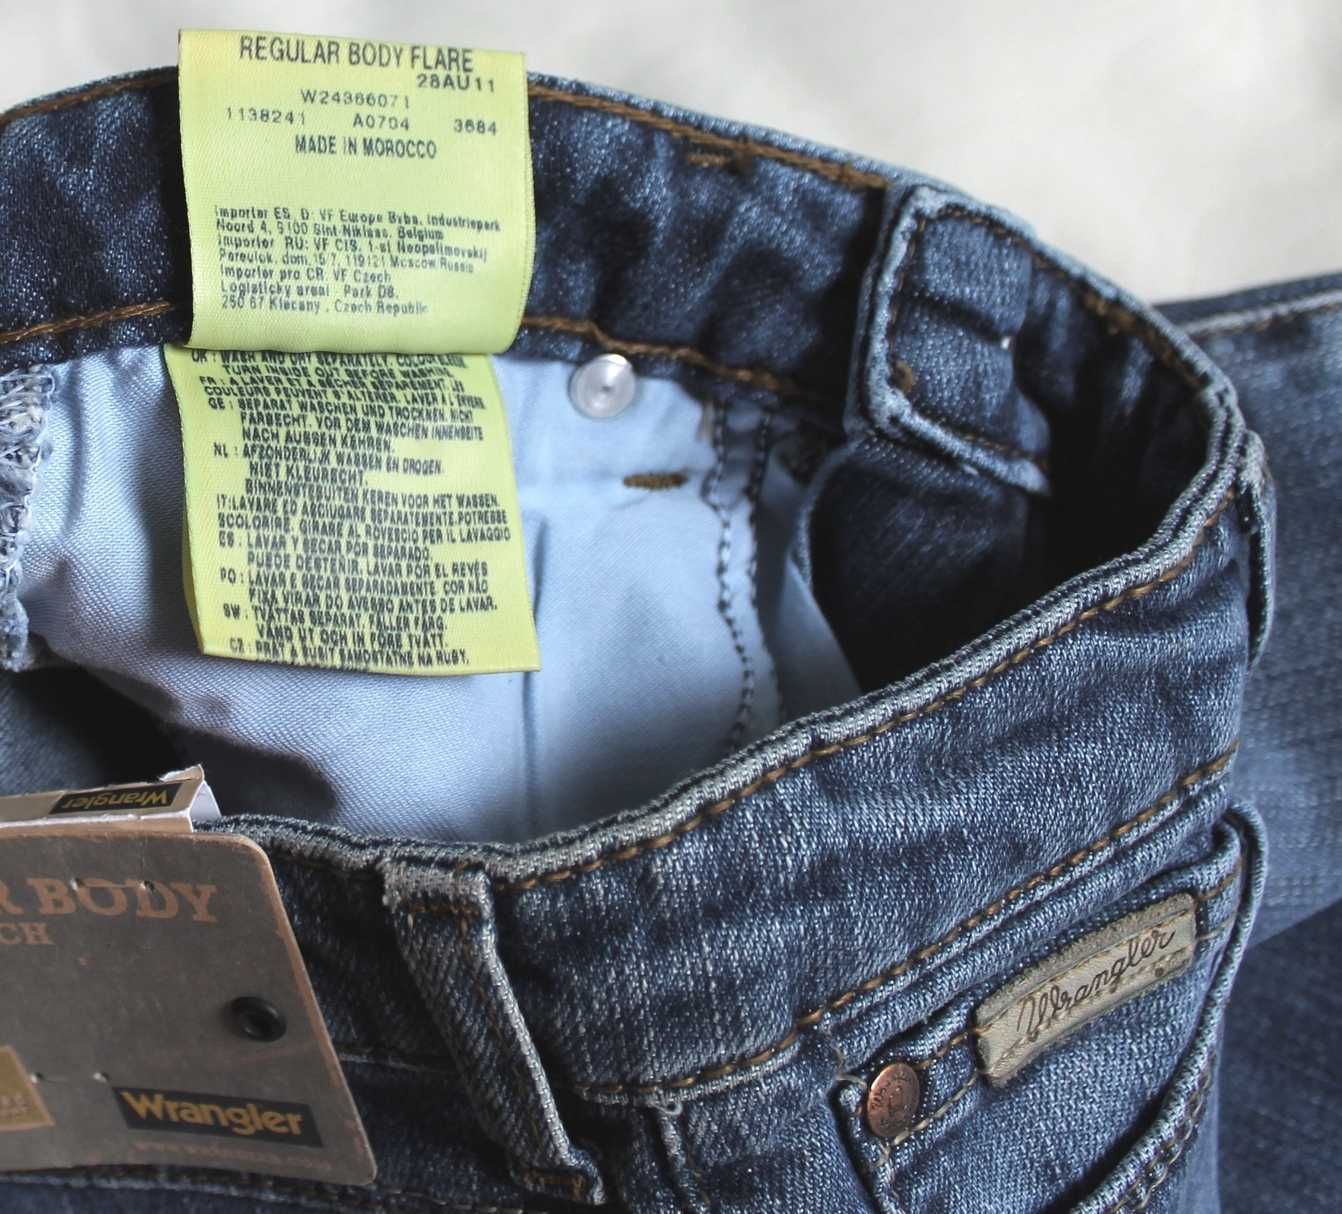 REGULAR BODY FLARE
28AU11
W24366071
1138241 A0704 3684
MADE IN MOROCCO
Importer ES, D: VF Europe Bvba, Industriepark
Noord 4, 9100 Sint-Niklaas, Belgium
Importer RU: VF CIS, 1-st Neopalimovskij
Pereulok, dom 15/7, 119121 Moscow Russia
Importer pro CR: VF Czech
Logisticky areal - Park D8,
250 67 Klecany, Czech Republic
WASH AND DRY SEPARATELY, COLOUR
TURN INSIDE OUT BEFORE
FR: A LAVER ET A SECHER SEPAREMENT. LES
COULEURS PEUVENT S'ALTERER. LAVER A L'ENVERS
GE: SEPARAT WASCHEN UND TROCKNEN. NICHT
FARBECHT. VOR DEM WASCHEN INNENSEITE
NACH AUSSEN KEHREN.
NL: AFZONDERLIJK WASSEN EN DROGEN.
NIET KLEURECHT.
BINNENSTEBUITEN KEREN VOOR HET WASSEN.
IT: LAVARE ED ASCIUGARE SEPARATEMENTE. POTREBBE
SCOLORIRE. GIRARE AL ROVESCIO PER IL LAVAGGIO
ES: LAVAR Y SECAR POR SEPARADO.
PUEDE DESTEÑIR. LAVAR POR EL REVÉS
PO: LAVAR E SECAR SEPARADAMENTE. COR NÃO
FIXA. VIRAR DO AVESSO ANTES DE LAVAR.
SW: TVÄTTAS SEPARAT. FÄLLER FÄRG.
VÄND UT OCH IN FÖRE TVÄTT.
CZ: PRÁT A SUŠIT SAMOSTATNE NA RUBY.
Wrangler
R BODY
CH
Wrangler
Wrangler